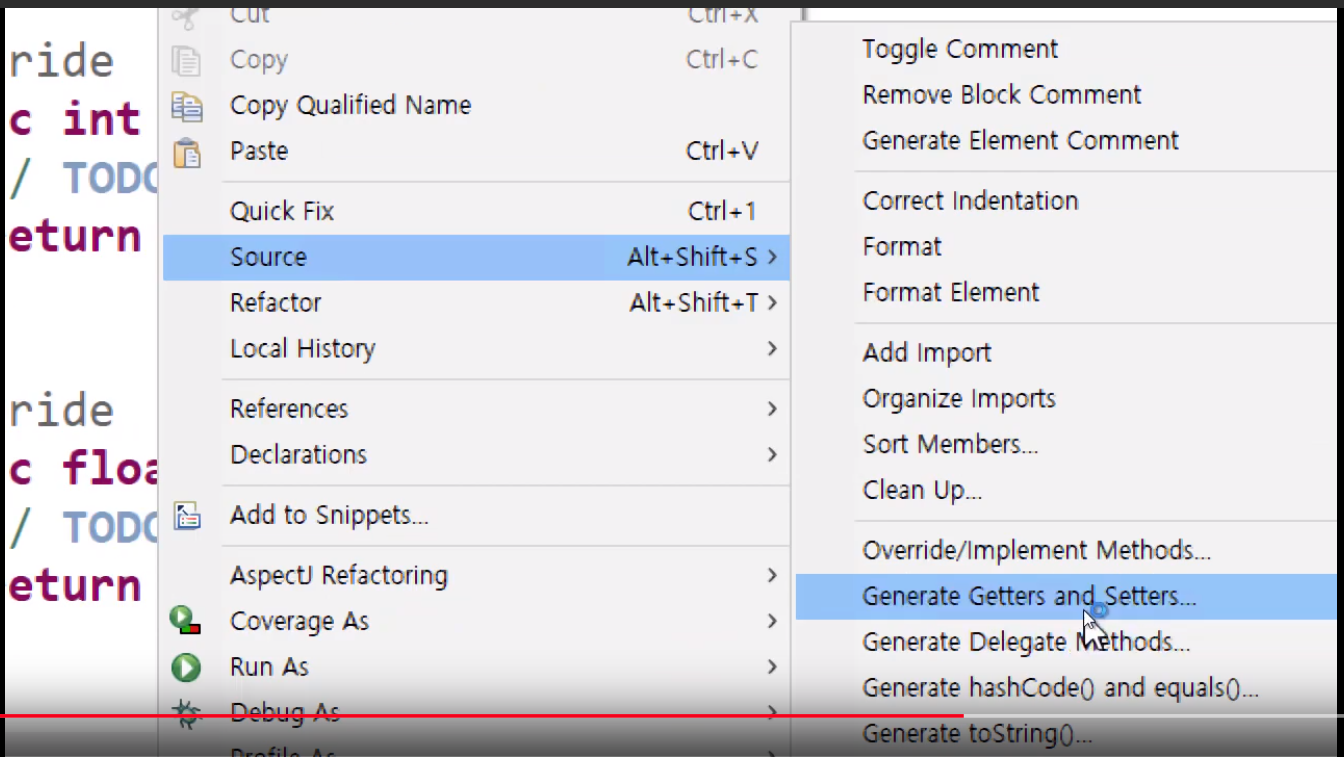 ride
c int
/ TODO
eturn
ride
c floa
/ TODO
eturn
Cut Ctrl+X
Copy Ctrl+C
Copy Qualified Name
Paste Ctrl+V
Quick Fix Ctrl+1
Source Alt+Shift+S >
Refactor Alt+Shift+T >
Local History >
References >
Declarations >
Add to Snippets...
AspectJ Refactoring >
Coverage As >
Run As >
Debug As >
Profile As >
Toggle Comment
Remove Block Comment
Generate Element Comment
Correct Indentation
Format
Format Element
Add Import
Organize Imports
Sort Members...
Clean Up...
Override/Implement Methods...
Generate Getters and Setters...
Generate Delegate Methods...
Generate hashCode() and equals()...
Generate toString()...